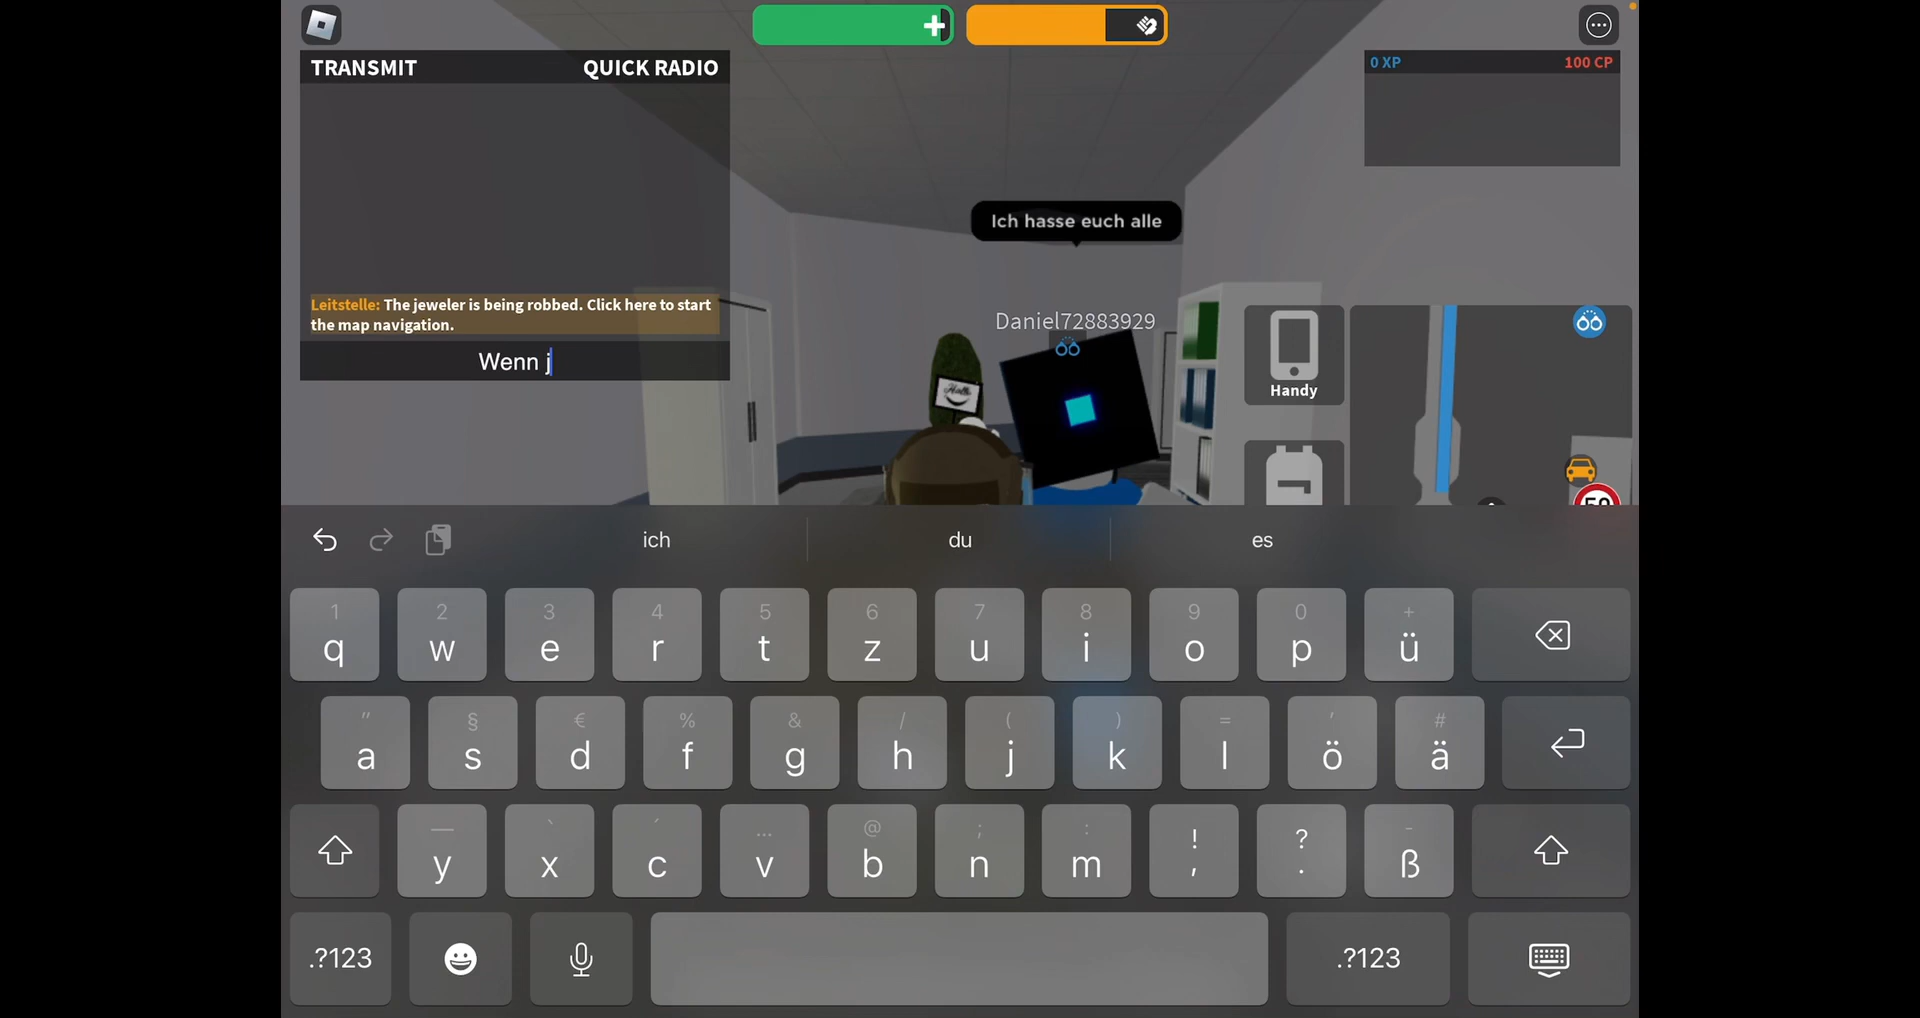 TRANSMIT
QUICK RADIO
0 XP
100 CP
Ich hasse euch alle
Leitstelle: The jeweler is being robbed. Click here to start
the map navigation.
Daniel72883929
Wenn j
Hallo
Handy
50
ich
du
es
1 2 3 4 5 6 7 8 9 0 +
q w e r t z u i o p ü
" § € % & / ( ) = ' #
a s d f g h j k l ö ä
— ` ´ ... @ ; : ! ? -
y x c v b n m , . ß
.?123
.?123